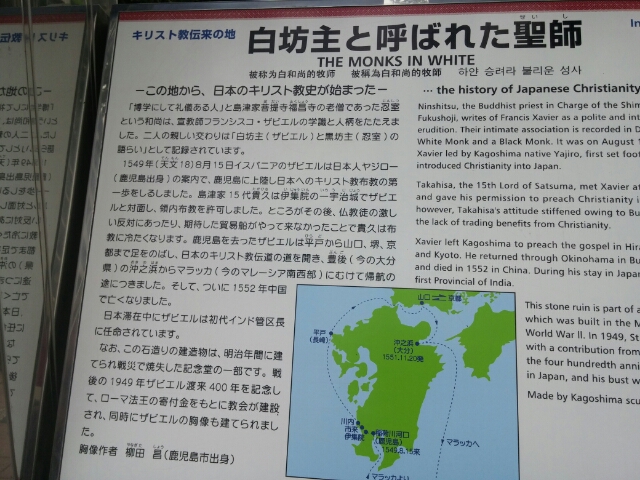 キリスト教伝来の地
白坊主と呼ばれた聖師
せいし
THE MONKS IN WHITE
被称为白和尚的牧师 被稱為白和尚的牧師 하얀 승려라 불리운 성사
ーこの地から、日本のキリスト教史が始まったー
「博学にして礼儀ある人」と島津家菩提寺福昌寺の老僧であった忍室
という和尚は、宣教師フランシスコ・ザビエルの学識と人柄をたたえま
した。二人の親しい交わりは「白坊主(ザビエル)と黒坊主(忍室)の
語らい」として記録されています。
1549年(天文18)8月15日イスパニアのザビエルは日本人ヤジロー
(鹿児島出身)の案内で、鹿児島に上陸し日本へのキリスト教布教の第
一歩をしるしました。島津家15代貴久は伊集院の一宇治城でザビエ
ルと対面し、領内布教を許可しました。ところがその後、仏教徒の激し
い反対にあったり、期待した貿易船がやって来なかったことで貴久は布
教に冷たくなります。鹿児島を去ったザビエルは平戸から山口、堺、京
都まで足をのばし、日本のキリスト教伝道の道を開き、豊後(今の大分
県)の沖之浜からマラッカ(今のマレーシア南西部)にむけて帰航の
途につきました。そして、ついに1552年中国
で亡くなりました。
日本滞在中にザビエルは初代インド管区長
に任命されています。
なお、この石造りの建造物は、明治年間に建
てられ戦災で焼失した記念堂の一部です。戦
後の1949年ザビエル渡来400年を記念し
て、ローマ法王の寄付金をもとに教会が建設
され、同時にザビエルの胸像も建てられまし
た。
胸像作者 柳田 昌(鹿児島市出身)
... the history of Japanese Christianity
Ninshitsu, the Buddhist priest in Charge of the Shim
Fukushoji, writes of Francis Xavier as a polite and int
erudition. Their intimate association is recorded in D
White Monk and a Black Monk. It was on August 1
Xavier led by Kagoshima native Yajiro, first set foot
introduced Christianity into Japan.
Takahisa, the 15th Lord of Satsuma, met Xavier at
and gave his permission to preach Christianity i
however, Takahisa's attitude stiffened owing to Bu
the lack of trading benefits from Christianity.
Xavier left Kagoshima to preach the gospel in Hira
and Kyoto. He returned through Okinohama in Bu
and died in 1552 in China. During his stay in Japan
first Provincial of India.
This stone ruin is part of a
which was built in the M
World War II. In 1949, St
with a contribution from
the four hundredth anni
in Japan, and his bust w
Made by Kagoshima scu
山口
京都
平戸
(長崎)
沖之浜
(大分)
1551.11.20発
川内
市来
伊集院
稲荷川河口
(鹿児島)
1549.8.15来
マラッカへ
マラッカより